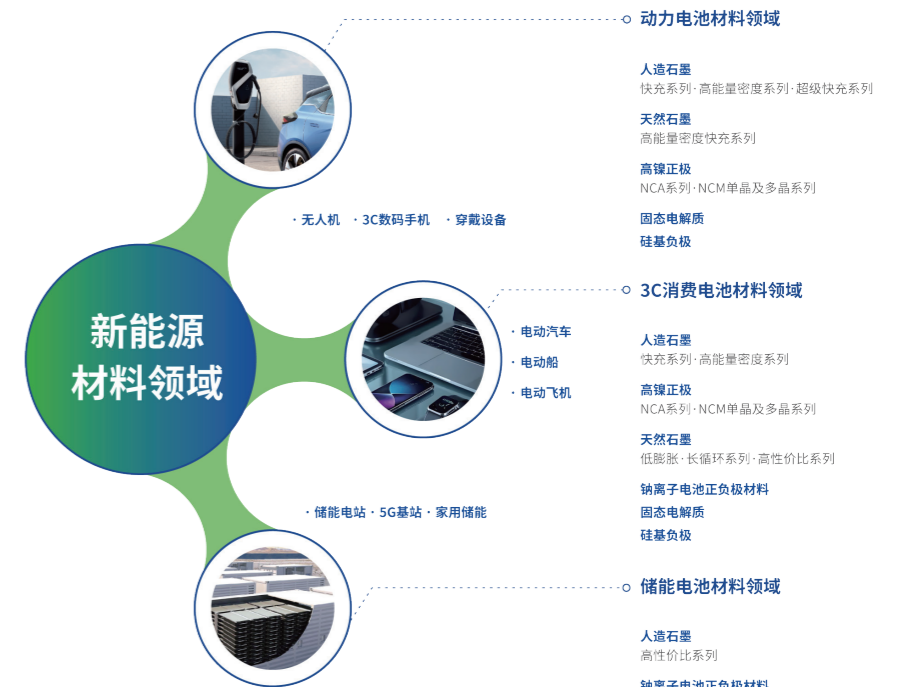 动力电池材料领域
人造石墨
快充系列·高能量密度系列·超级快充系列
天然石墨
高能量密度快充系列
高镍正极
NCA系列·NCM单晶及多晶系列
固态电解质
硅基负极
·无人机 ·3C数码手机 ·穿戴设备
新能源
材料领域
·电动汽车
·电动船
·电动飞机
3C消费电池材料领域
人造石墨
快充系列·高能量密度系列
高镍正极
NCA系列·NCM单晶及多晶系列
天然石墨
低膨胀·长循环系列·高性价比系列
钠离子电池正负极材料
固态电解质
硅基负极
·储能电站·5G基站·家用储能
储能电池材料领域
人造石墨
高性价比系列
钠离子电池正负极材料